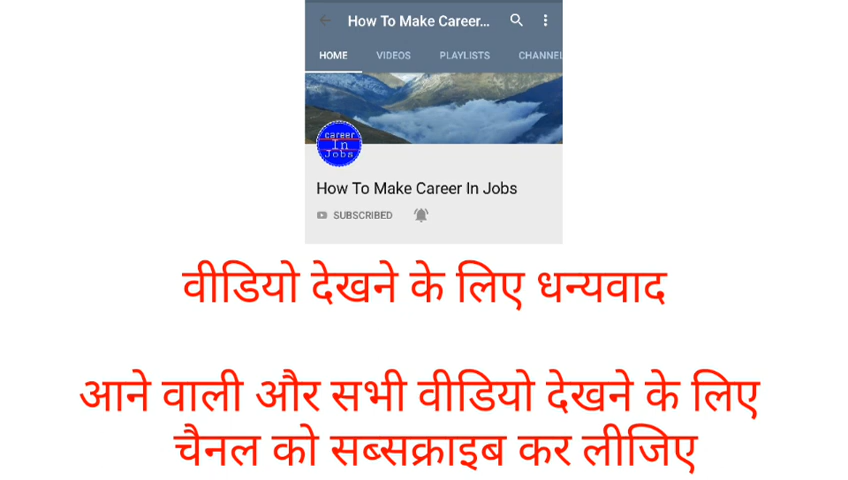 How To Make Career...
HOME VIDEOS PLAYLISTS CHANNEL
career
In
Jobs
How To Make Career In Jobs
SUBSCRIBED
वीडियो देखने के लिए धन्यवाद
आने वाली और सभी वीडियो देखने के लिए
चैनल को सब्सक्राइब कर लीजिए